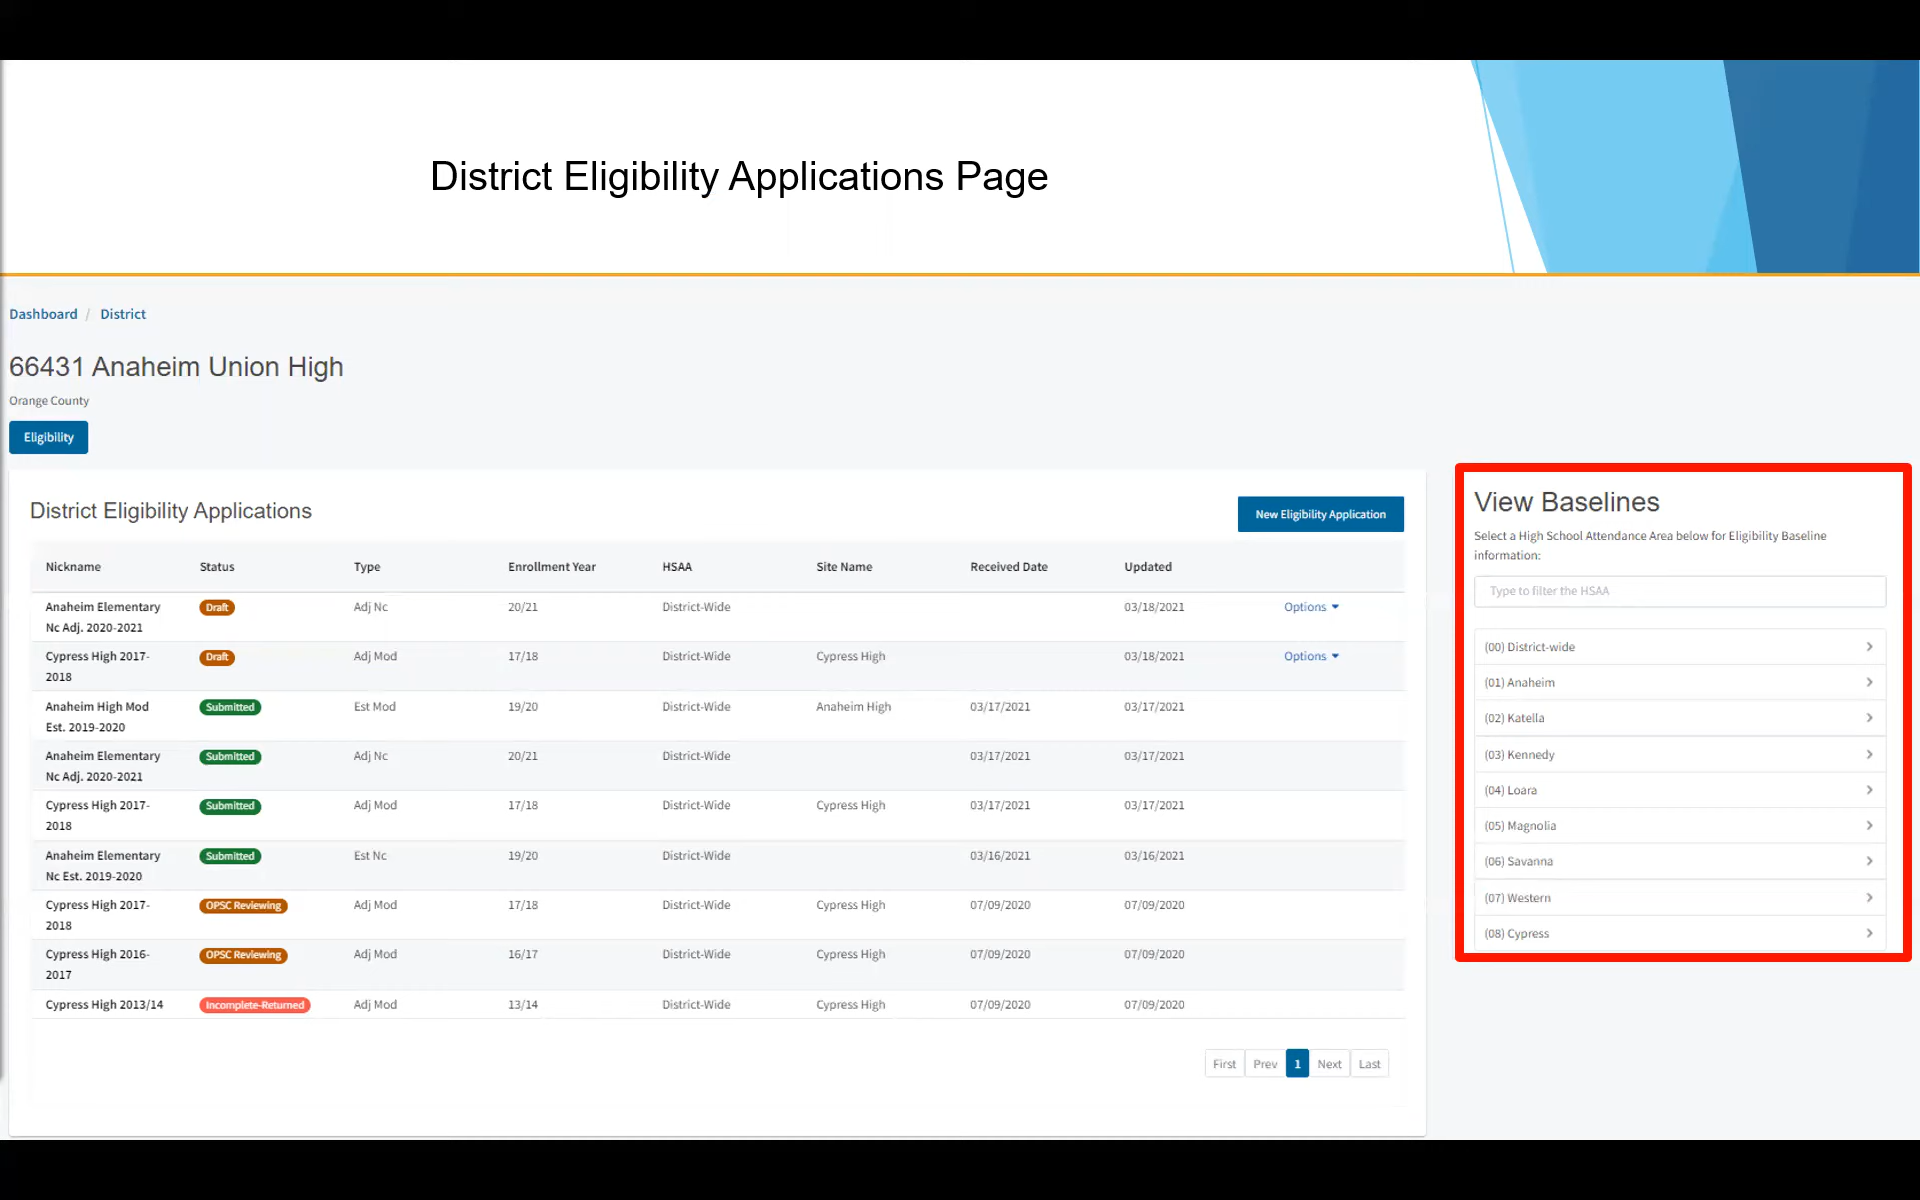 District Eligibility Applications Page
Dashboard / District
66431 Anaheim Union High
Orange County
Eligibility
District Eligibility Applications
New Eligibility Application
Nickname Status Type Enrollment Year HSAA Site Name Received Date Updated
Anaheim Elementary Draft Adj Nc 20/21 District-Wide 03/18/2021 Options
Nc Adj. 2020-2021
Cypress High 2017- Draft Adj Mod 17/18 District-Wide Cypress High 03/18/2021 Options
2018
Anaheim High Mod Submitted Est Mod 19/20 District-Wide Anaheim High 03/17/2021 03/17/2021
Est. 2019-2020
Anaheim Elementary Submitted Adj Nc 20/21 District-Wide 03/17/2021 03/17/2021
Nc Adj. 2020-2021
Cypress High 2017- Submitted Adj Mod 17/18 District-Wide Cypress High 03/17/2021 03/17/2021
2018
Anaheim Elementary Submitted Est Nc 19/20 District-Wide 03/16/2021 03/16/2021
Nc Est. 2019-2020
Cypress High 2017- OPSC Reviewing Adj Mod 17/18 District-Wide Cypress High 07/09/2020 07/09/2020
2018
Cypress High 2016- OPSC Reviewing Adj Mod 16/17 District-Wide Cypress High 07/09/2020 07/09/2020
2017
Cypress High 2013/14 Incomplete-Returned Adj Mod 13/14 District-Wide Cypress High 07/09/2020 07/09/2020
First Prev 1 Next Last
View Baselines
Select a High School Attendance Area below for Eligibility Baseline
information:
Type to filter the HSAA
(00) District-wide
(01) Anaheim
(02) Katella
(03) Kennedy
(04) Loara
(05) Magnolia
(06) Savanna
(07) Western
(08) Cypress